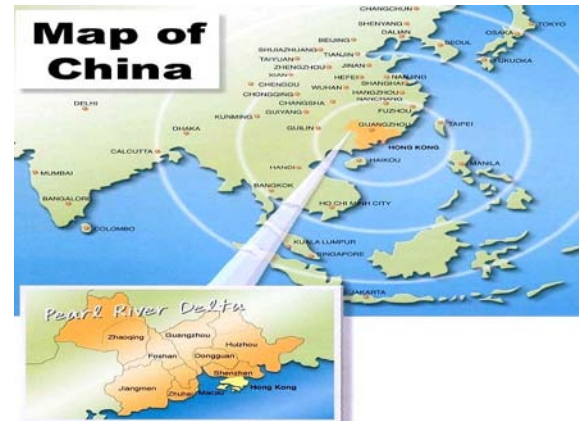 Map of
China
CHANGCHUN
SHENYANG
DALIAN
TOKYO
OSAKA
SEOUL
FUKUOKA
BEIJING
SHIJIAZHUANG
TIANJIN
TAIYUAN
JINAN
ZHENGZHOU
XIAN
HEFEI
NANJING
CHENGDU
WUHAN
SHANGHAI
CHONGQING
HANGZHOU
CHANGSHA
NANCHANG
KUNMING
GUIYANG
FUZHOU
GUILIN
GUANGZHOU
TAIPEI
HONG KONG
DELHI
DHAKA
CALCUTTA
HANOI
HAIKOU
MANILA
MUMBAI
BANGALORE
BANGKOK
HO CHI MINH CITY
COLOMBO
KUALA LUMPUR
SINGAPORE
JAKARTA
Pearl River Delta
Zhaoqing
Guangzhou
Huizhou
Foshan
Dongguan
Shenzhen
Jiangmen
Zhuhai
Macau
Hong Kong